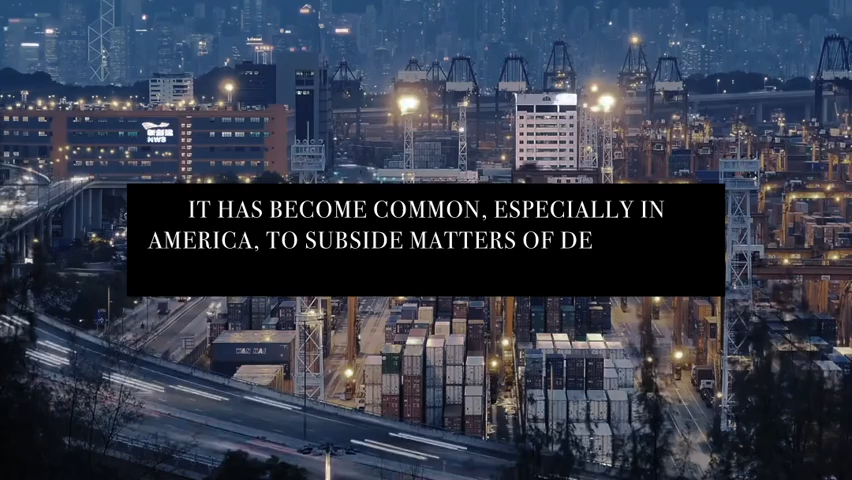 IT HAS BECOME COMMON, ESPECIALLY IN
AMERICA, TO SUBSIDE MATTERS OF DE